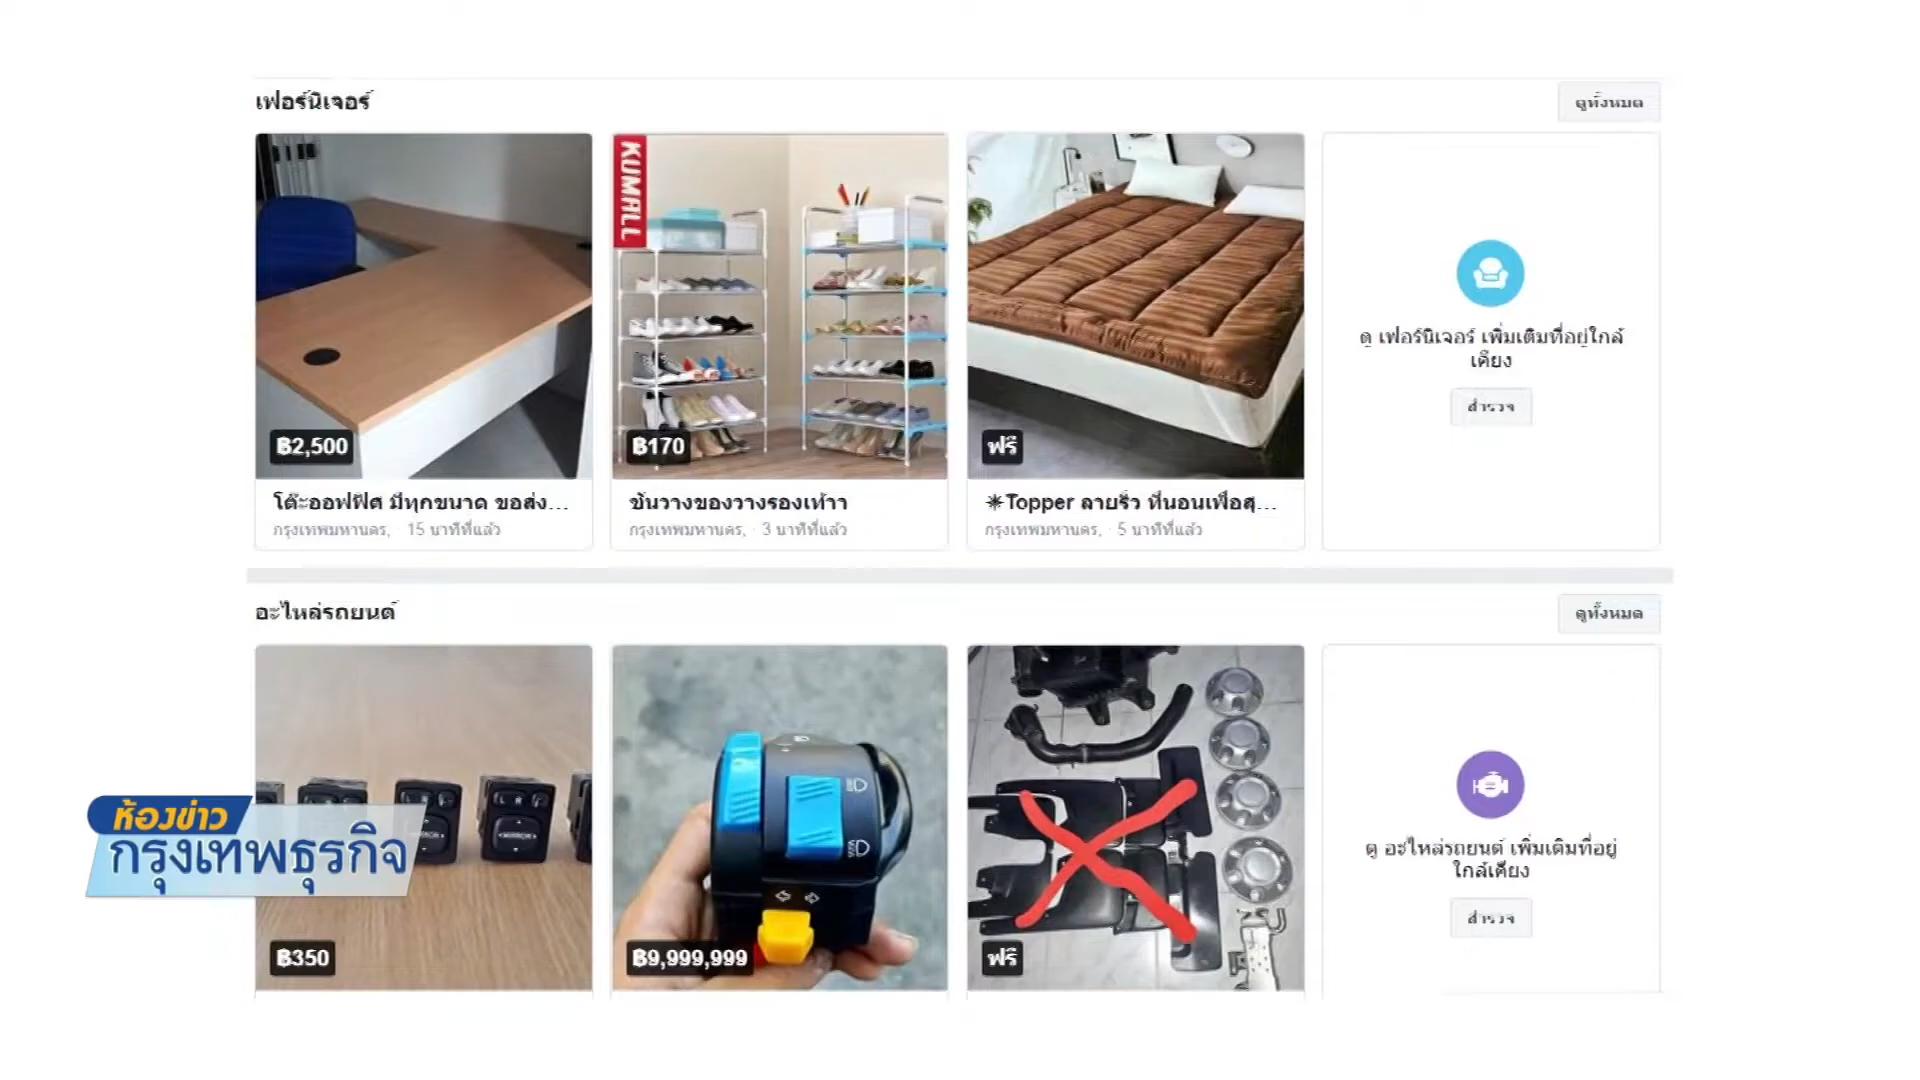 เฟอร์นิเจอร์
ดูทั้งหมด
KUMALL
฿2,500
฿170
ฟรี
โต๊ะออฟฟิศ มีทุกขนาด ขอส่ง...
กรุงเทพมหานคร, · 15 นาทีที่แล้ว
ชั้นวางของวางรองเท้าา
กรุงเทพมหานคร, · 3 นาทีที่แล้ว
✳Topper ลายริ้ว ที่นอนเพื่อสุ...
กรุงเทพมหานคร, · 5 นาทีที่แล้ว
ดู เฟอร์นิเจอร์ เพิ่มเติมที่อยู่ใกล้
เคียง
สำรวจ
อะไหล่รถยนต์
ดูทั้งหมด
L R
MIRROR
฿350
฿9,999,999
ฟรี
ดู อะไหล่รถยนต์ เพิ่มเติมที่อยู่
ใกล้เคียง
สำรวจ
ห้องข่าว
กรุงเทพธุรกิจ